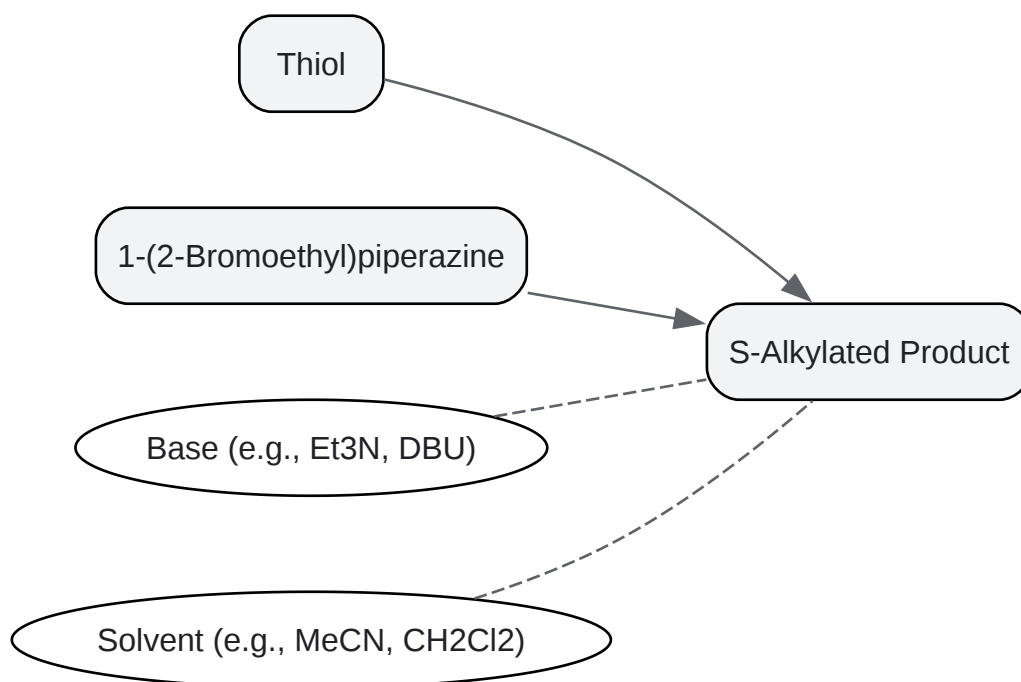 Thiol
1-(2-Bromoethyl)piperazine
S-Alkylated Product
Base (e.g., Et3N, DBU)
Solvent (e.g., MeCN, CH2Cl2)